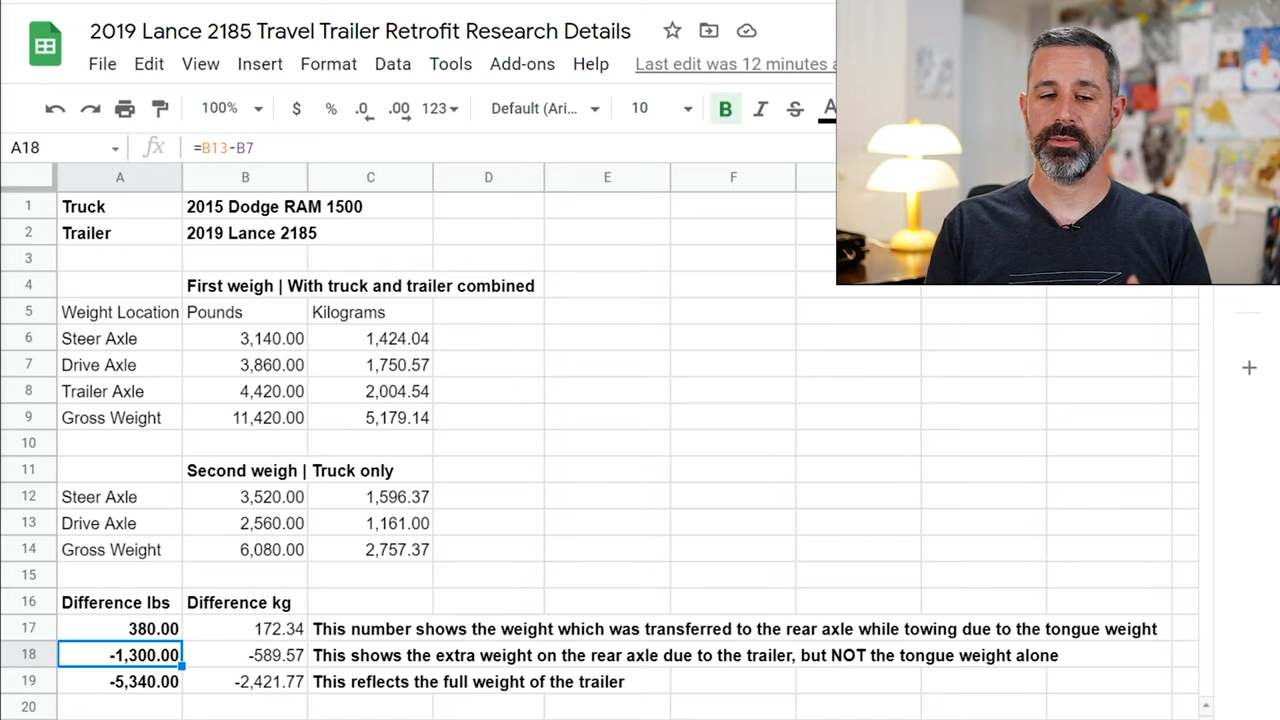 2019 Lance 2185 Travel Trailer Retrofit Research Details
File Edit View Insert Format Data Tools Add-ons Help Last edit was 12 minutes a
100% $ % .0 .00 123 Default (Ari... 10 B I S A
A18 fx =B13-B7
A B C D E F
1 Truck 2015 Dodge RAM 1500
2 Trailer 2019 Lance 2185
3
4 First weigh | With truck and trailer combined
5 Weight Location Pounds Kilograms
6 Steer Axle 3,140.00 1,424.04
7 Drive Axle 3,860.00 1,750.57
8 Trailer Axle 4,420.00 2,004.54
9 Gross Weight 11,420.00 5,179.14
10
11 Second weigh | Truck only
12 Steer Axle 3,520.00 1,596.37
13 Drive Axle 2,560.00 1,161.00
14 Gross Weight 6,080.00 2,757.37
15
16 Difference lbs Difference kg
17 380.00 172.34 This number shows the weight which was transferred to the rear axle while towing due to the tongue weight
18 -1,300.00 -589.57 This shows the extra weight on the rear axle due to the trailer, but NOT the tongue weight alone
19 -5,340.00 -2,421.77 This reflects the full weight of the trailer
20